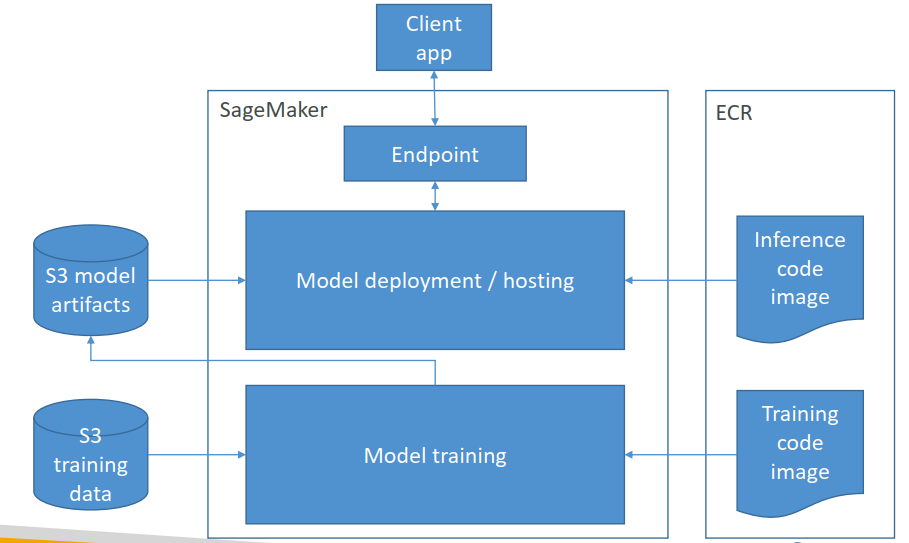 Client
app
SageMaker
ECR
Endpoint
S3 model
artifacts
Model deployment / hosting
Inference
code
image
S3
training
data
Model training
Training
code
image